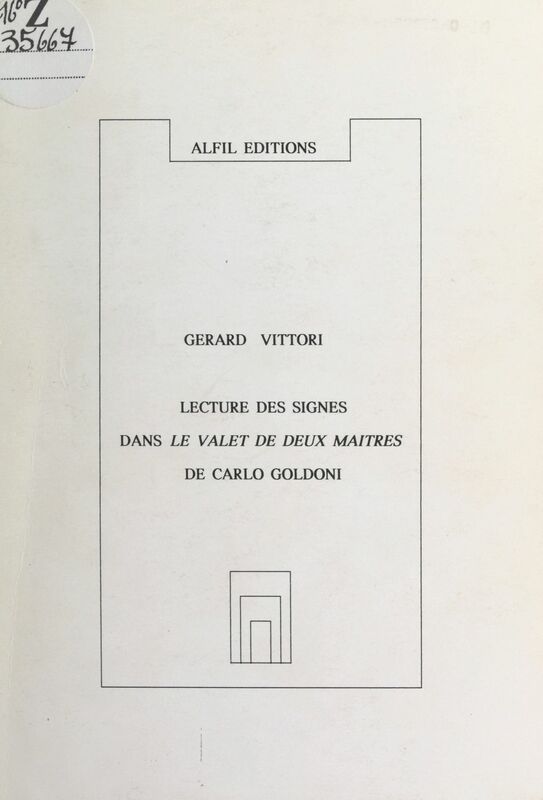 16° Z
35667
ALFIL EDITIONS
GERARD VITTORI
LECTURE DES SIGNES
DANS LE VALET DE DEUX MAITRES
DE CARLO GOLDONI